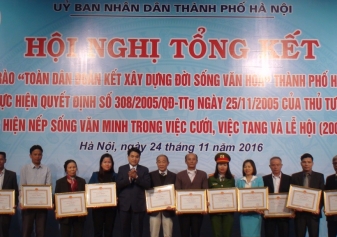 UỶ BAN NHÂN DÂN THÀNH PHỐ HÀ NỘI
HỘI NGHỊ TỔNG KẾT
RÀO "TOÀN DÂN ĐOÀN KẾT XÂY DỰNG ĐỜI SỐNG VĂN HÓA" THÀNH PHỐ H
ỰC HIỆN QUYẾT ĐỊNH SỐ 308/2005/QĐ-TTg NGÀY 25/11/2005 CỦA THỦ TƯ
HIỆN NẾP SỐNG VĂN MINH TRONG VIỆC CƯỚI, VIỆC TANG VÀ LỄ HỘI (200
Hà Nội, ngày 24 tháng 11 năm 2016